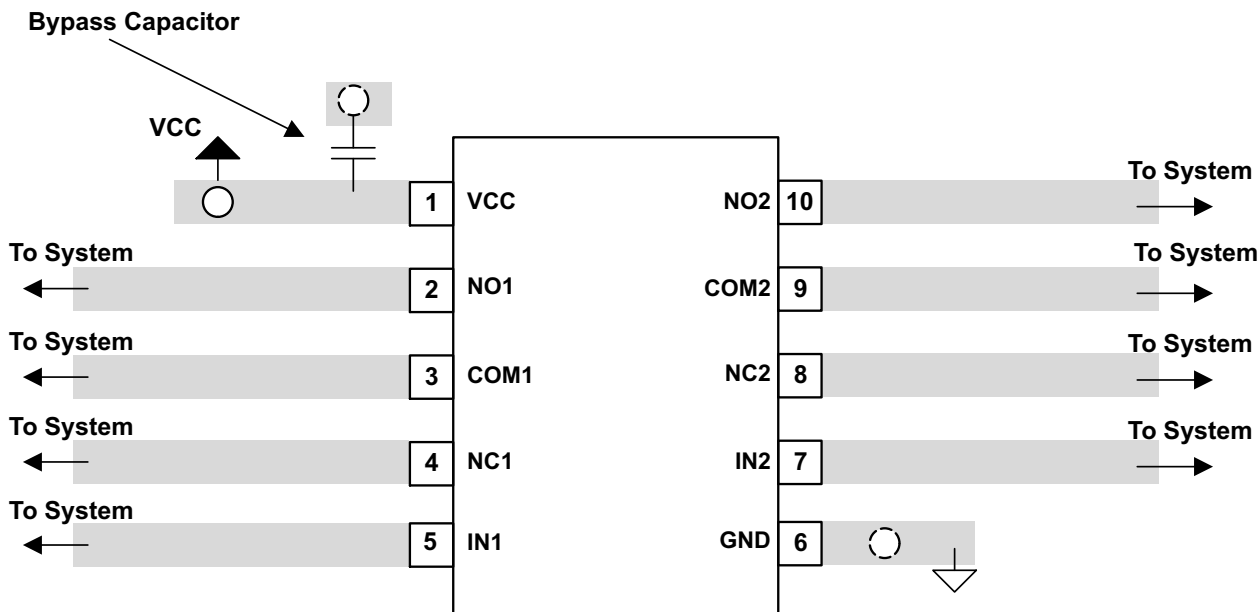 Bypass Capacitor
VCC
1 VCC
NO2 10
To System
To System
2 NO1
COM2 9
To System
To System
3 COM1
NC2 8
To System
To System
4 NC1
IN2 7
To System
To System
5 IN1
GND 6